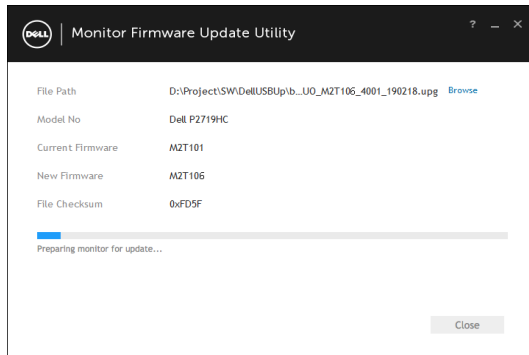 DELL
Monitor Firmware Update Utility
? _ ×
File Path D:\Project\SW\DellUSBUp\b...UO_M2T106_4001_190218.upg Browse
Model No Dell P2719HC
Current Firmware M2T101
New Firmware M2T106
File Checksum 0xFD5F
Preparing monitor for update...
Close